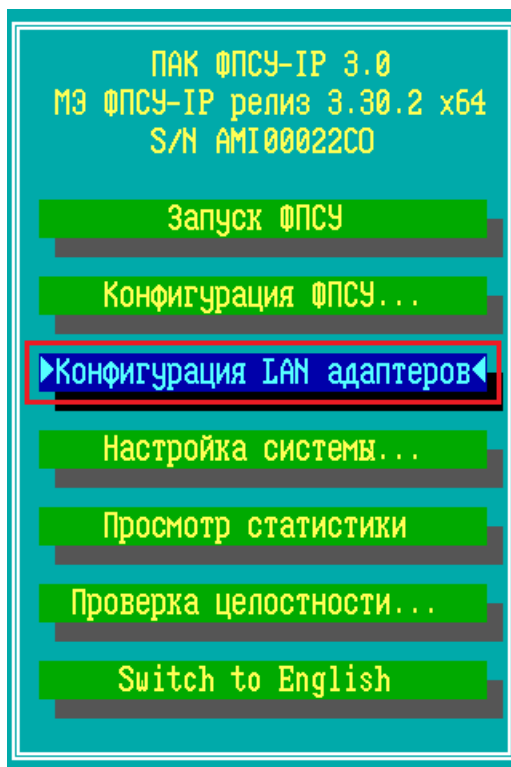 ПАК ФПСУ-IP 3.0
МЭ ФПСУ-IP релиз 3.30.2 x64
S/N AMI00022CO
Запуск ФПСУ
Конфигурация ФПСУ...
Конфигурация LAN адаптеров
Настройка системы...
Просмотр статистики
Проверка целостности...
Switch to English